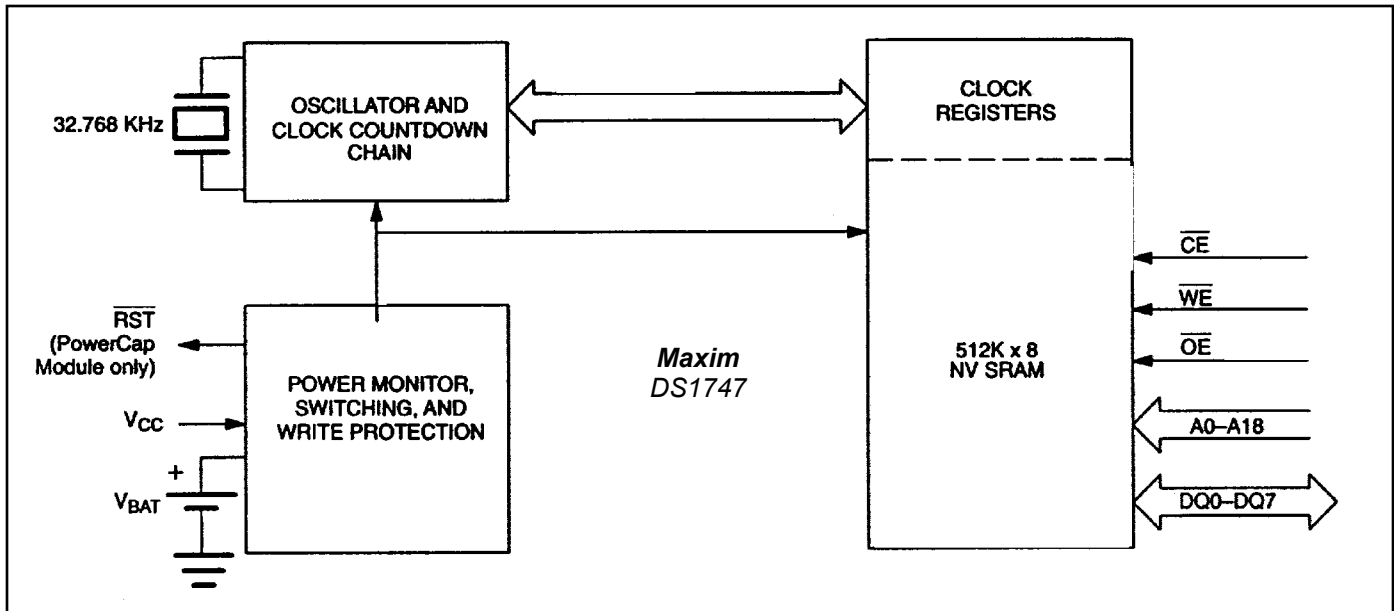 32.768 KHz
OSCILLATOR AND
CLOCK COUNTDOWN
CHAIN
CLOCK
REGISTERS
CE
WE
OE
512K x 8
NV SRAM
A0–A18
DQ0–DQ7
RST
(PowerCap
Module only)
VCC
+
VBAT
POWER MONITOR,
SWITCHING, AND
WRITE PROTECTION
Maxim
DS1747